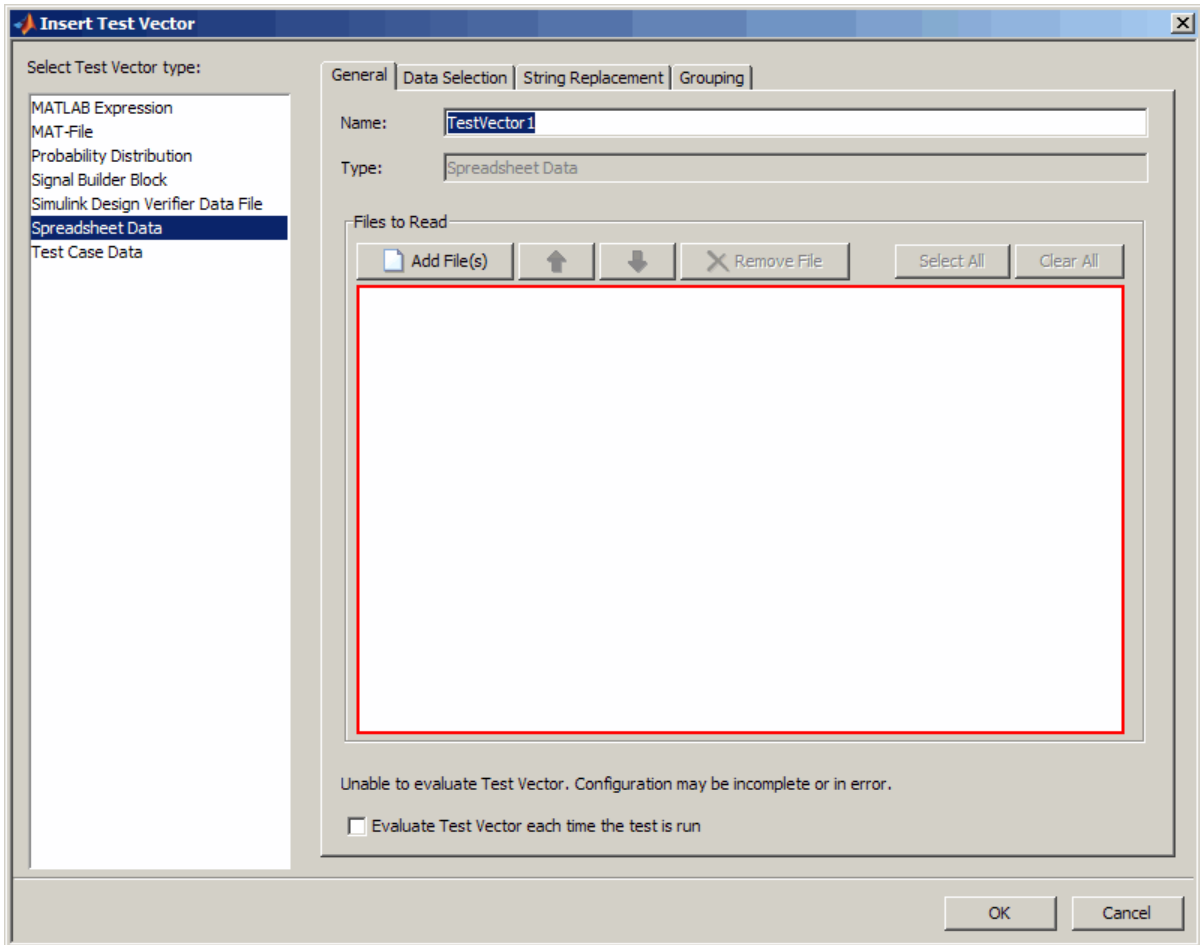 Insert Test Vector
Select Test Vector type:
MATLAB Expression
MAT-File
Probability Distribution
Signal Builder Block
Simulink Design Verifier Data File
Spreadsheet Data
Test Case Data
General Data Selection String Replacement Grouping
Name: TestVector1
Type: Spreadsheet Data
Files to Read
Add File(s) Remove File Select All Clear All
Unable to evaluate Test Vector. Configuration may be incomplete or in error.
Evaluate Test Vector each time the test is run
OK Cancel